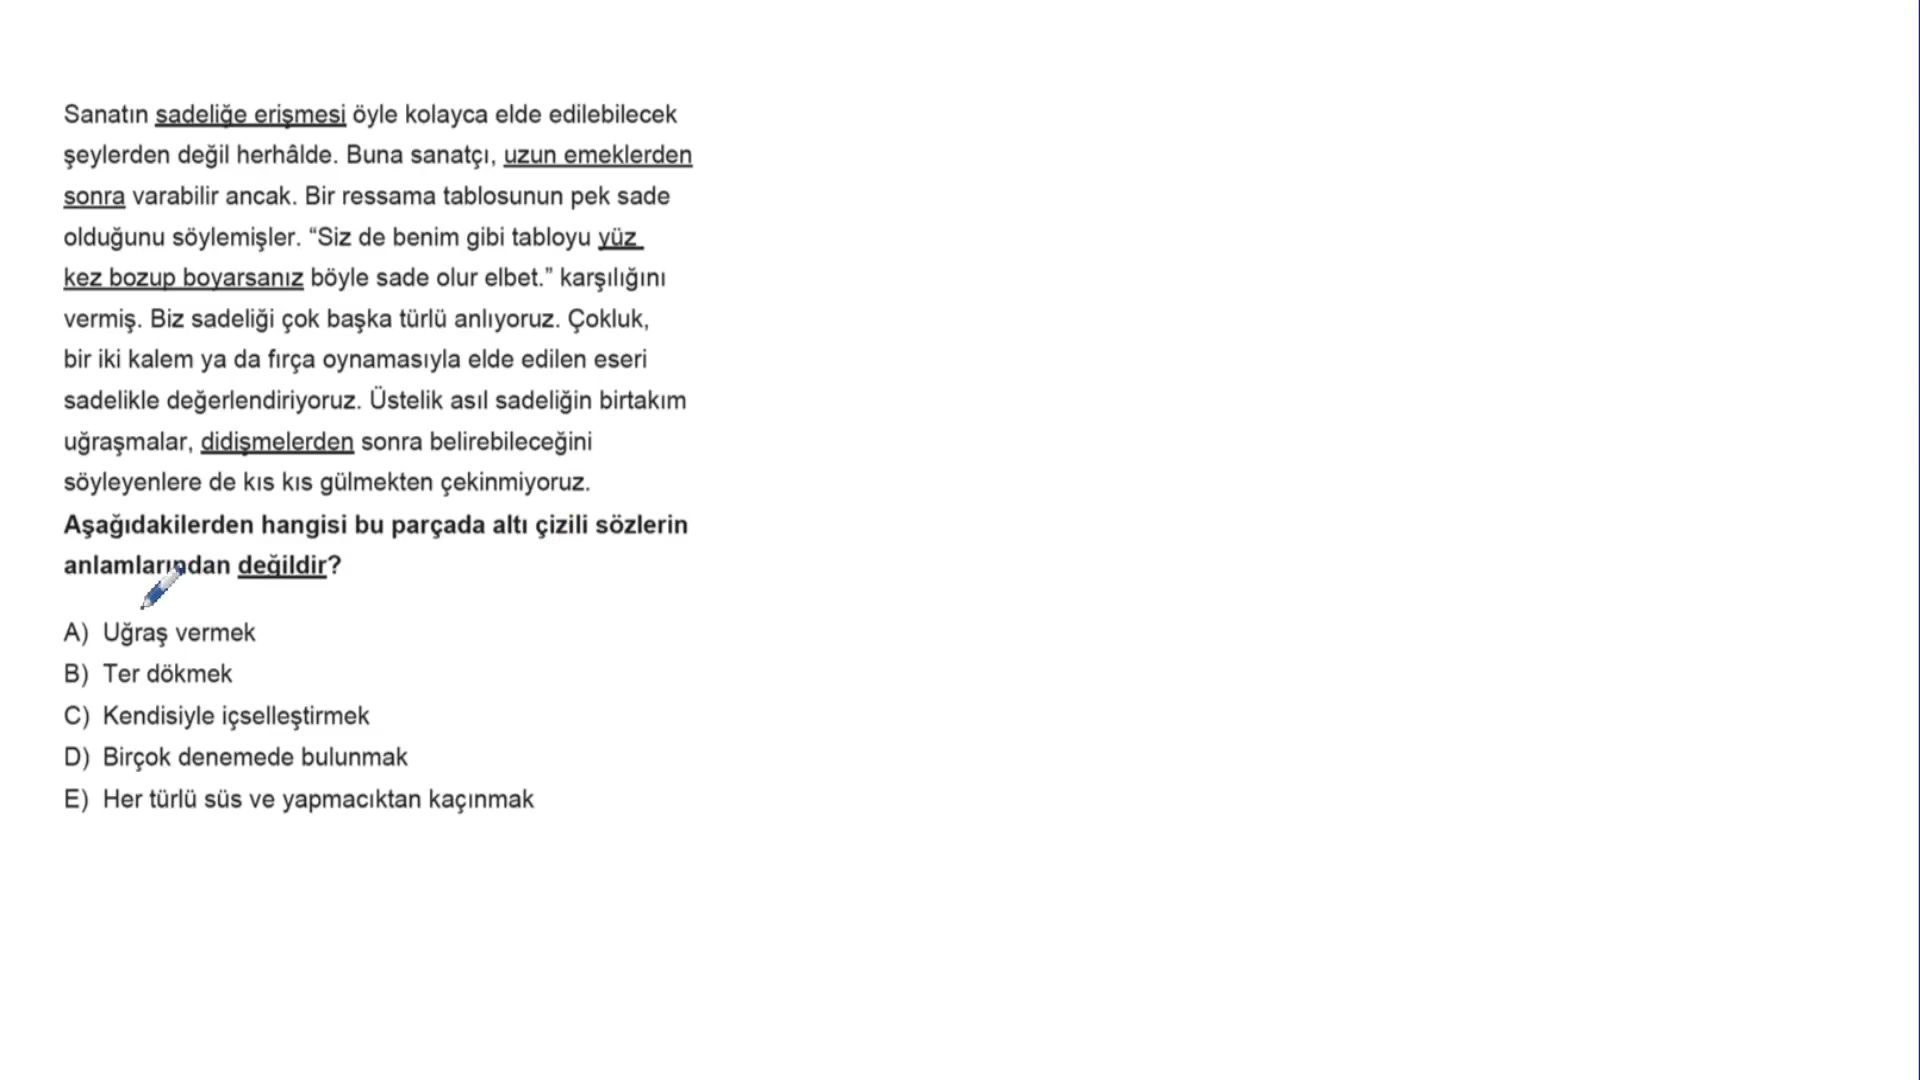 Sanatın sadeliğe erişmesi öyle kolayca elde edilebilecek
şeylerden değil herhâlde. Buna sanatçı, uzun emeklerden
sonra varabilir ancak. Bir ressama tablosunun pek sade
olduğunu söylemişler. “Siz de benim gibi tabloyu yüz
kez bozup boyarsanız böyle sade olur elbet.” karşılığını
vermiş. Biz sadeliği çok başka türlü anlıyoruz. Çokluk,
bir iki kalem ya da fırça oynamasıyla elde edilen eseri
sadelikle değerlendiriyoruz. Üstelik asıl sadeliğin birtakım
uğraşmalar, didişmelerden sonra belirebileceğini
söyleyenlere de kıs kıs gülmekten çekinmiyoruz.
Aşağıdakilerden hangisi bu parçada altı çizili sözlerin
anlamlarından değildir?
A) Uğraş vermek
B) Ter dökmek
C) Kendisiyle içselleştirmek
D) Birçok denemede bulunmak
E) Her türlü süs ve yapmacıktan kaçınmak